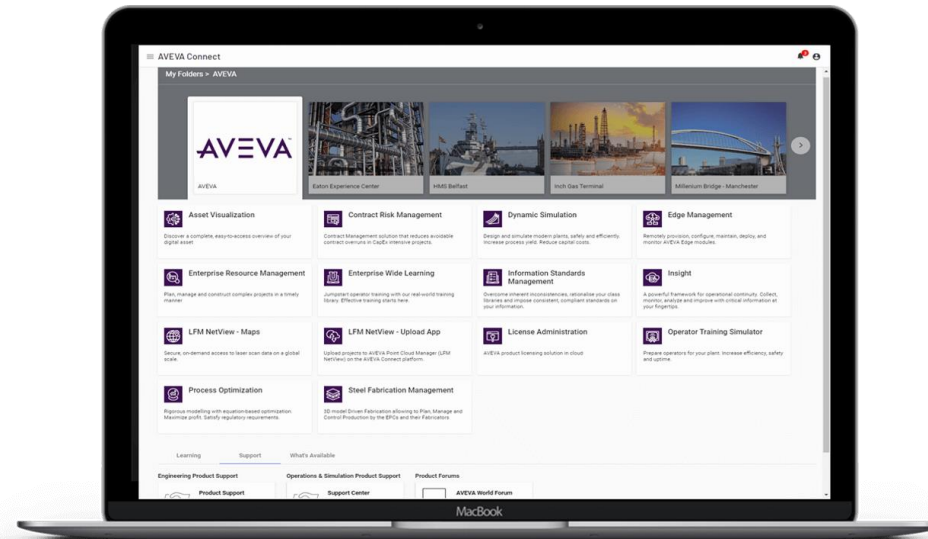 AVEVA Connect
3
My Folders > AVEVA
AVEVA
AVEVA
Eaton Experience Center
HMS Belfast
Inch Gas Terminal
Millenium Bridge - Manchester
Asset Visualization
Discover a complete, easy-to-access overview of your
digital asset
Contract Risk Management
Contract Management solution that reduces avoidable
contract overruns in CapEx intensive projects.
Dynamic Simulation
Design and simulate modern plants, safely and efficiently
Increase process yield. Reduce capital costs.
Edge Management
Remotely provision, configure, maintain, deploy, and
monitor AVEVA Edge modules.
Enterprise Resource Management
Plan, manage and construct complex projects in a timely
manner
Enterprise Wide Learning
Jumpstart operator training with our real-world training
library. Effective training starts here.
Information Standards
Management
Overcome inherent inconsistencies, rationalise your class
libraries and impose consistent, compliant standards on
your information.
Insight
A powerful framework for operational continuity. Collect,
monitor, analyze and improve with critical information at
your fingertips.
LFM NetView - Maps
Secure, on-demand access to laser scan data on a global
scale.
LFM NetView - Upload App
Upload projects to AVEVA Point Cloud Manager (LFM
NetView) on the AVEVA Connect platform.
License Administration
AVEVA product licensing solution in cloud
Operator Training Simulator
Prepare operators for your plant. Increase efficiency, safety
and uptime.
Process Optimization
Rigorous modelling with equation-based optimization
Maximize profit. Satisfy regulatory requirements.
Steel Fabrication Management
3D model Driven Fabrication allowing to Plan, Manage and
Control Production by the EPCs and their Fabricators
Learning
Support
What's Available
Engineering Product Support
Operations & Simulation Product Support
Product Forums
Product Support
Support Center
AVEVA World Forum
MacBook